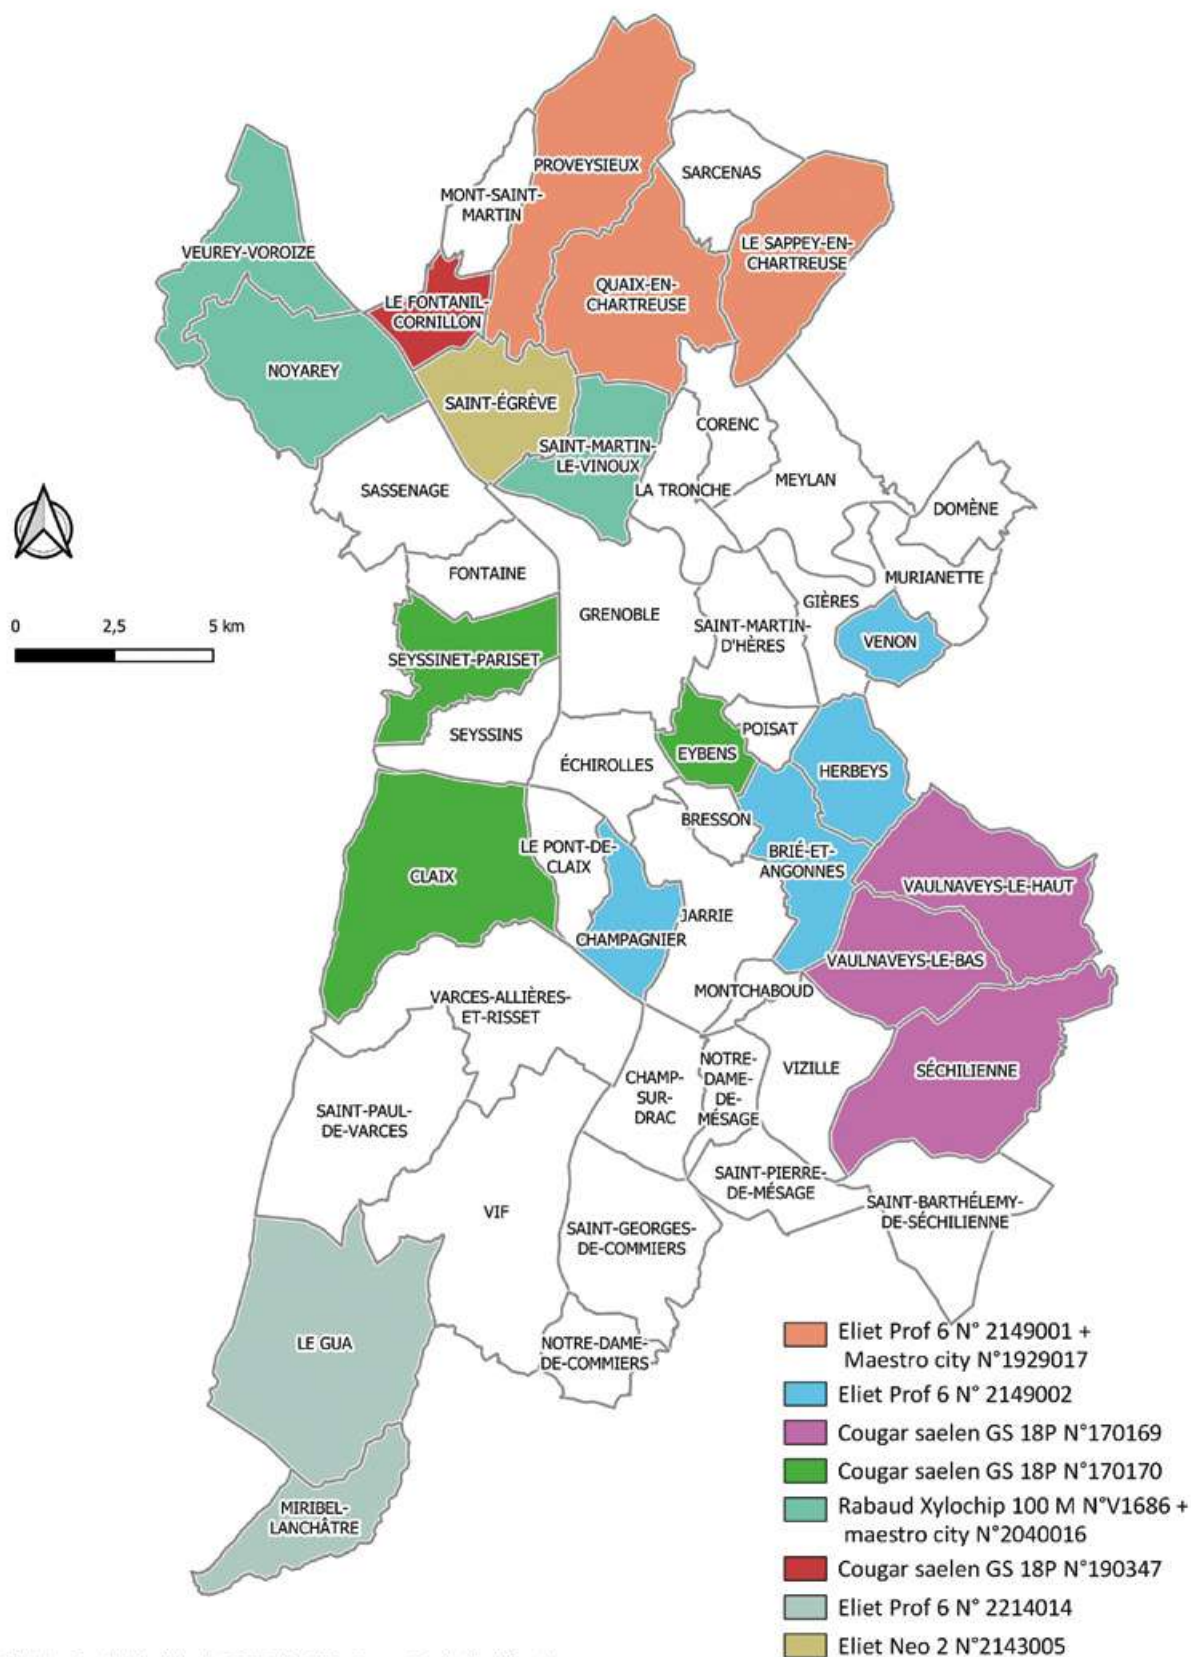 PROVEYSIEUX
SARCENAS
MONT-SAINT-
MARTIN
LE SAPPEY-EN-
CHARTREUSE
VEUREY-VOROIZE
QUAIX-EN-
CHARTREUSE
LE FONTANIL-
CORNILLON
NOYAREY
SAINT-ÉGRÈVE
CORENC
SAINT-MARTIN-
LE-VINOUX
SASSENAGE
LA TRONCHE
MEYLAN
DOMÈNE
FONTAINE
MURIANETTE
GIÈRES
GRENOBLE
0 2,5 5 km
SAINT-MARTIN-
D'HÈRES
VENON
SEYSSINET-PARISET
SEYSSINS
POISAT
EYBENS
ÉCHIROLLES
HERBEYS
BRESSON
LE PONT-DE-
CLAIX
BRIÉ-ET-
ANGONNES
CLAIX
VAULNAVEYS-LE-HAUT
JARRIE
CHAMPAGNIER
VAULNAVEYS-LE-BAS
MONTCHABOUD
VARCES-ALLIÈRES-
ET-RISSET
NOTRE-
DAME-
DE-
MÉSAGE
VIZILLE
SÉCHILIENNE
CHAMP-
SUR-
DRAC
SAINT-PAUL-
DE-VARCES
SAINT-PIERRE-
DE-MÉSAGE
SAINT-BARTHÉLEMY-
DE-SÉCHILIENNE
VIF
SAINT-GEORGES-
DE-COMMIERS
LE GUA
NOTRE-DAME-
DE-COMMIERS
MIRIBEL-
LANCHÂTRE
Eliet Prof 6 N° 2149001 +
Maestro city N°1929017
Eliet Prof 6 N° 2149002
Cougar saelen GS 18P N°170169
Cougar saelen GS 18P N°170170
Rabaud Xylochip 100 M N°V1686 +
maestro city N°2040016
Cougar saelen GS 18P N°190347
Eliet Prof 6 N° 2214014
Eliet Neo 2 N°2143005